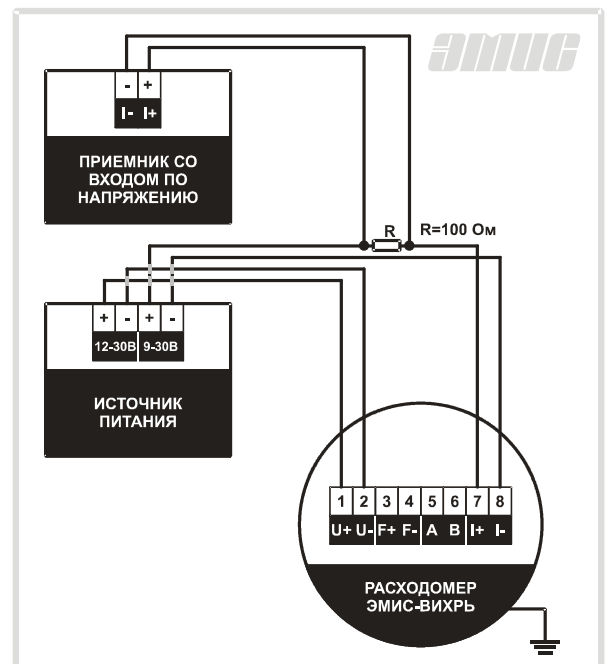 ЭМИС
- +
I- I+
ПРИЕМНИК СО
ВХОДОМ ПО
НАПРЯЖЕНИЮ
R
R=100 Ом
+ - + -
12-30В 9-30В
ИСТОЧНИК
ПИТАНИЯ
1 2 3 4 5 6 7 8
U+ U- F+ F- A B I+ I-
РАСХОДОМЕР
ЭМИС-ВИХРЬ